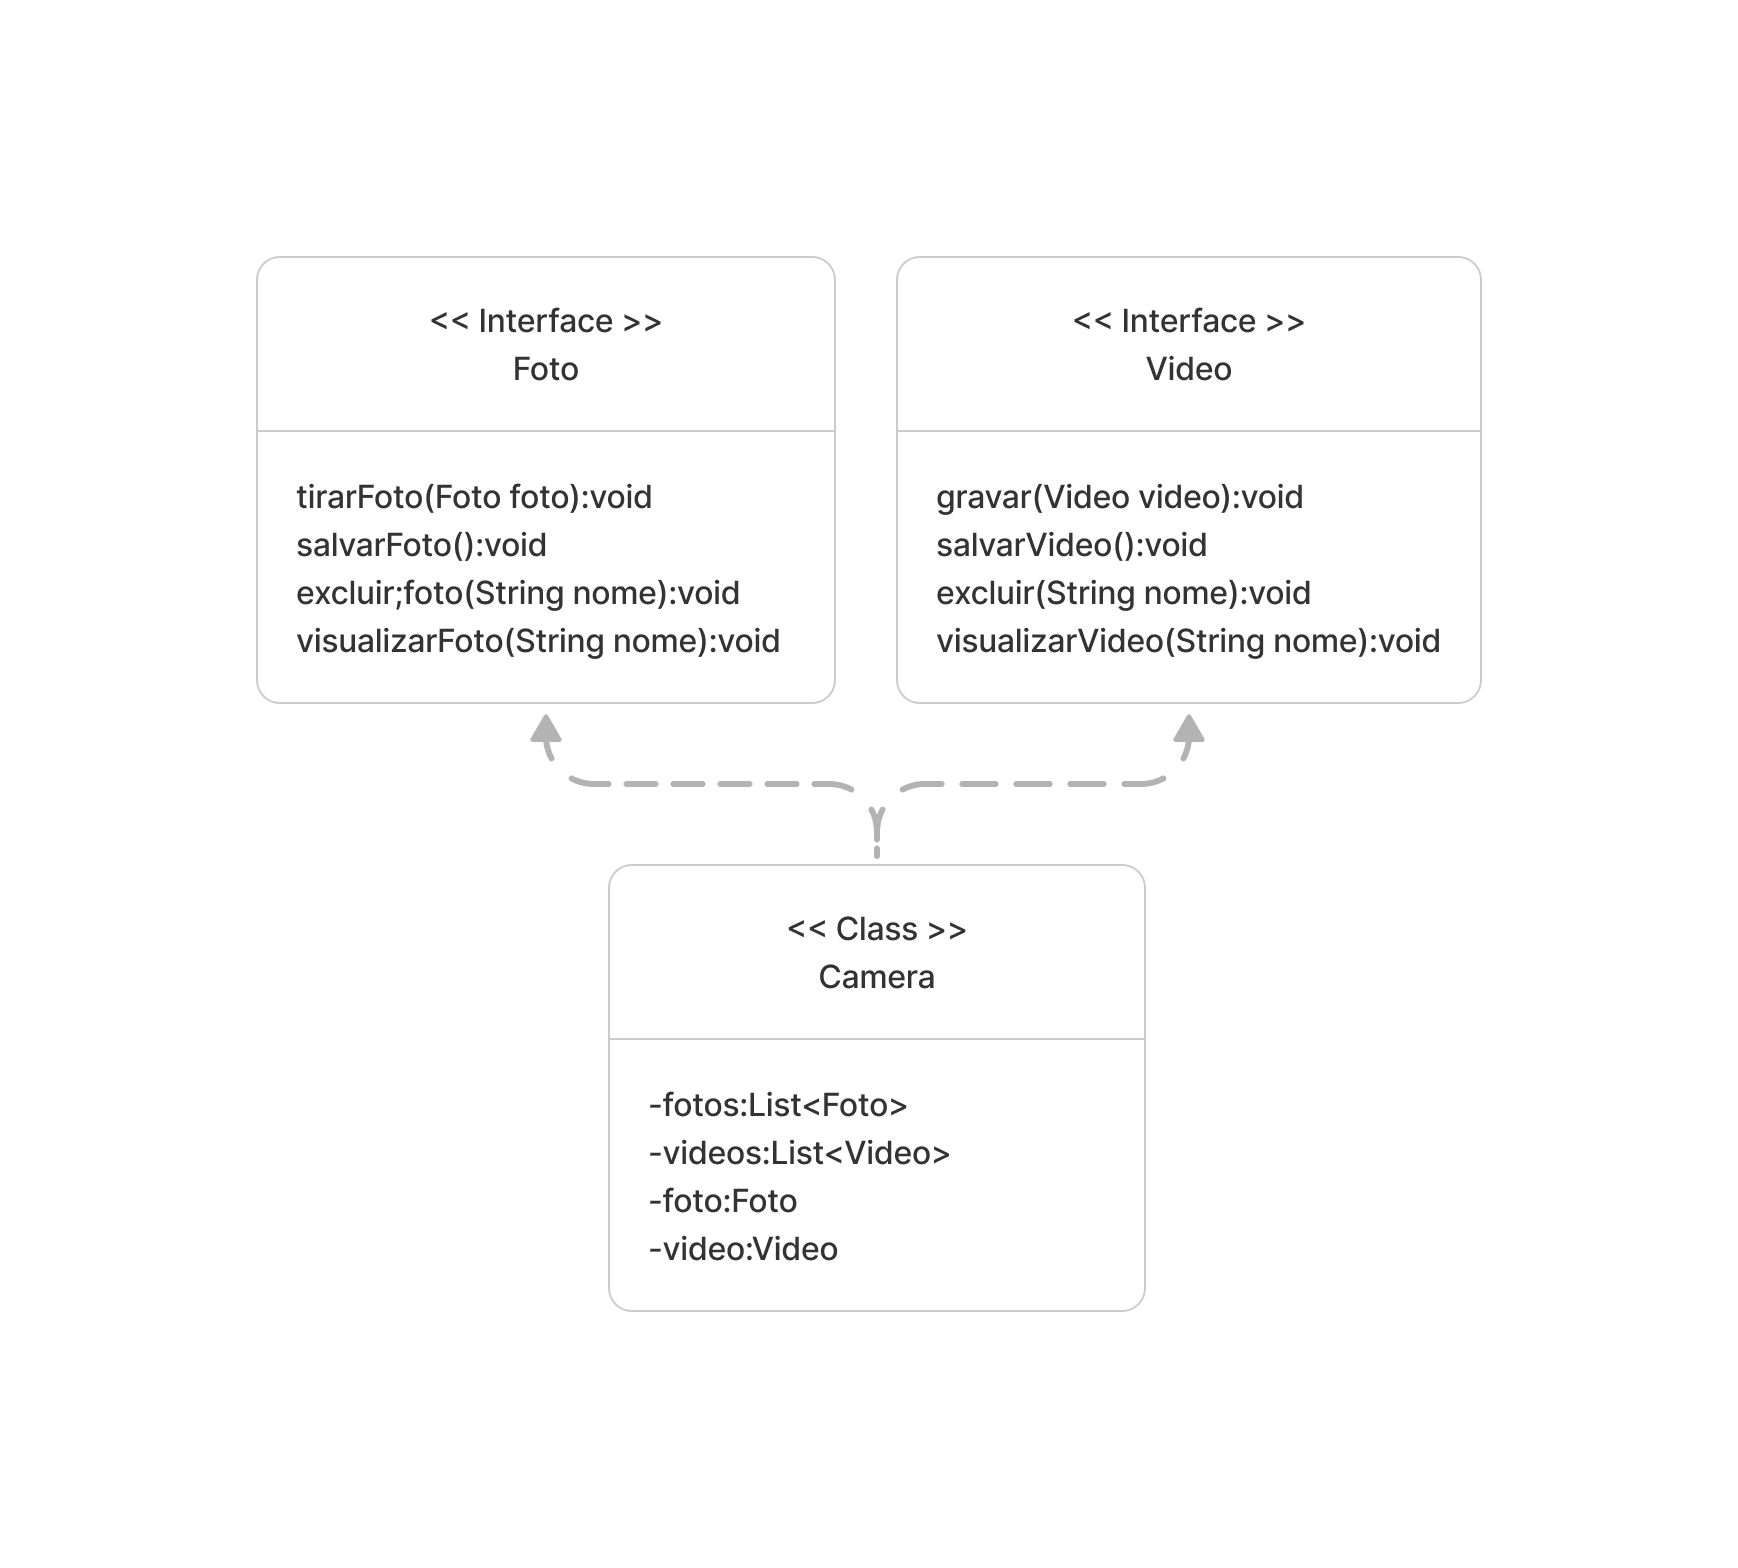 << Interface >>
Foto
tirarFoto(Foto foto):void
salvarFoto():void
excluir;foto(String nome):void
visualizarFoto(String nome):void
<< Interface >>
Video
gravar(Video video):void
salvarVideo():void
excluir(String nome):void
visualizarVideo(String nome):void
<< Class >>
Camera
-fotos:List<Foto>
-videos:List<Video>
-foto:Foto
-video:Video